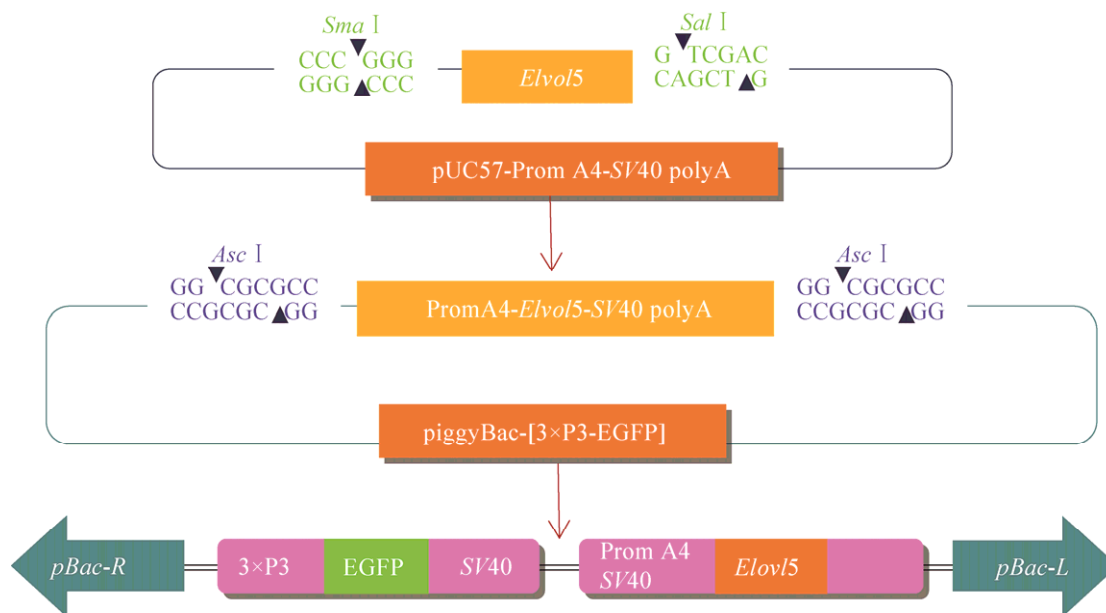 Sma Ⅰ
CCC GGG
GGG CCC
Elvol5
Sal Ⅰ
G TCGAC
CAGCT G
pUC57-Prom A4-SV40 polyA
Asc Ⅰ
GG CGCGCC
CCGCGC GG
PromA4-Elvol5-SV40 polyA
Asc Ⅰ
GG CGCGCC
CCGCGC GG
piggyBac-[3×P3-EGFP]
pBac-R
3×P3
EGFP
SV40
Prom A4
SV40
Elovl5
pBac-L